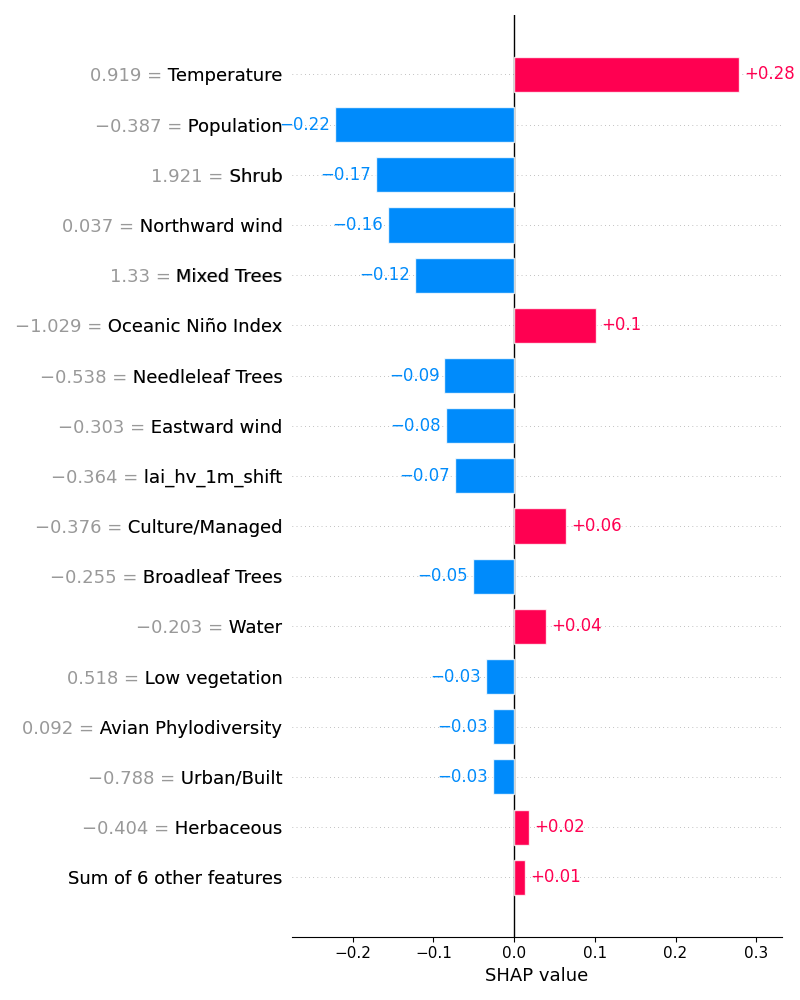 0.919 = Temperature +0.28
−0.387 = Population −0.22
1.921 = Shrub −0.17
0.037 = Northward wind −0.16
1.33 = Mixed Trees −0.12
−1.029 = Oceanic Niño Index +0.1
−0.538 = Needleleaf Trees −0.09
−0.303 = Eastward wind −0.08
−0.364 = lai_hv_1m_shift −0.07
−0.376 = Culture/Managed +0.06
−0.255 = Broadleaf Trees −0.05
−0.203 = Water +0.04
0.518 = Low vegetation −0.03
0.092 = Avian Phylodiversity −0.03
−0.788 = Urban/Built −0.03
−0.404 = Herbaceous +0.02
Sum of 6 other features +0.01
−0.2 −0.1 0.0 0.1 0.2 0.3
SHAP value